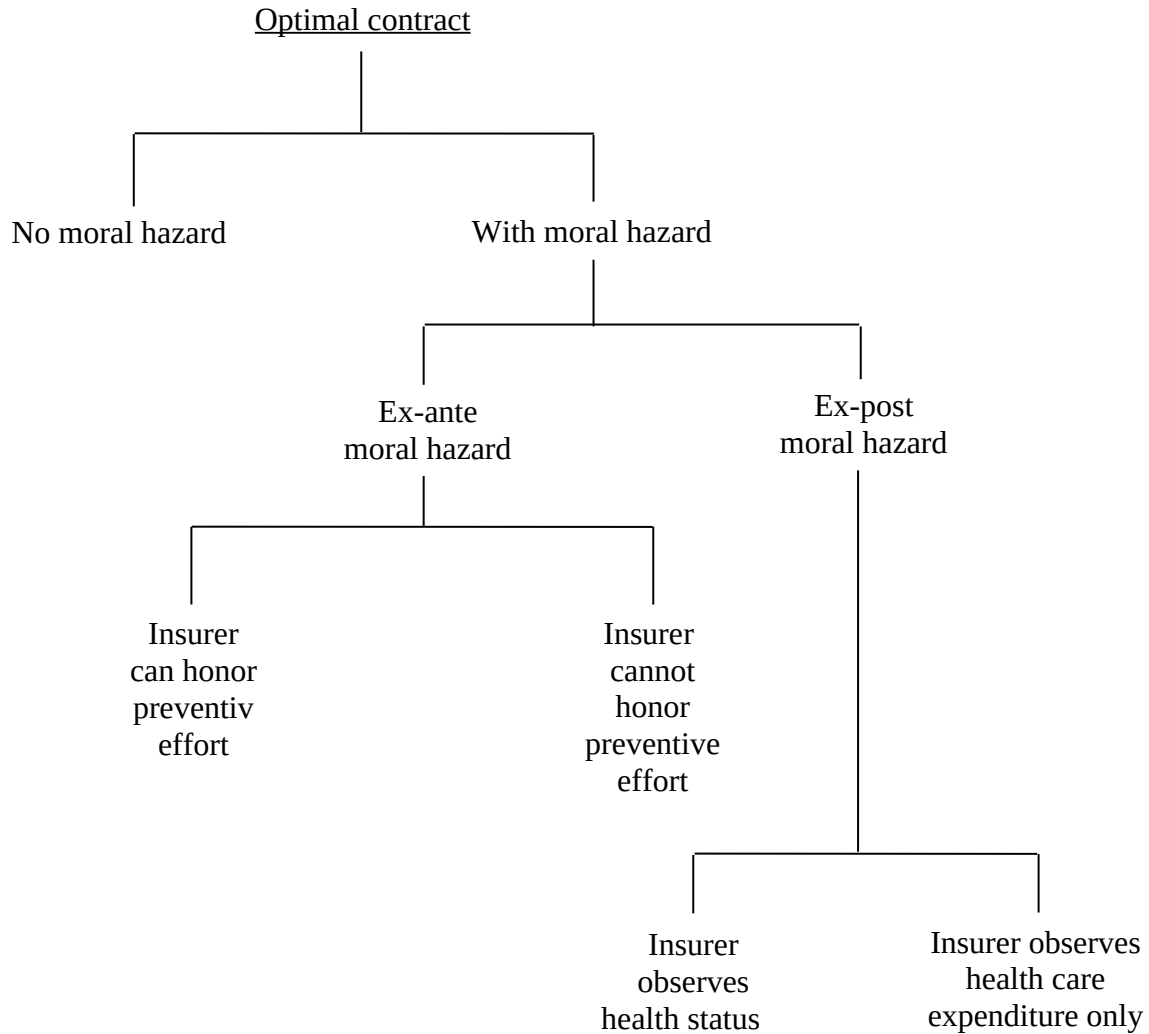 Optimal contract
No moral hazard
With moral hazard
Ex-ante
moral hazard
Ex-post
moral hazard
Insurer
can honor
preventiv
effort
Insurer
cannot
honor
preventive
effort
Insurer
observes
health status
Insurer observes
health care
expenditure only